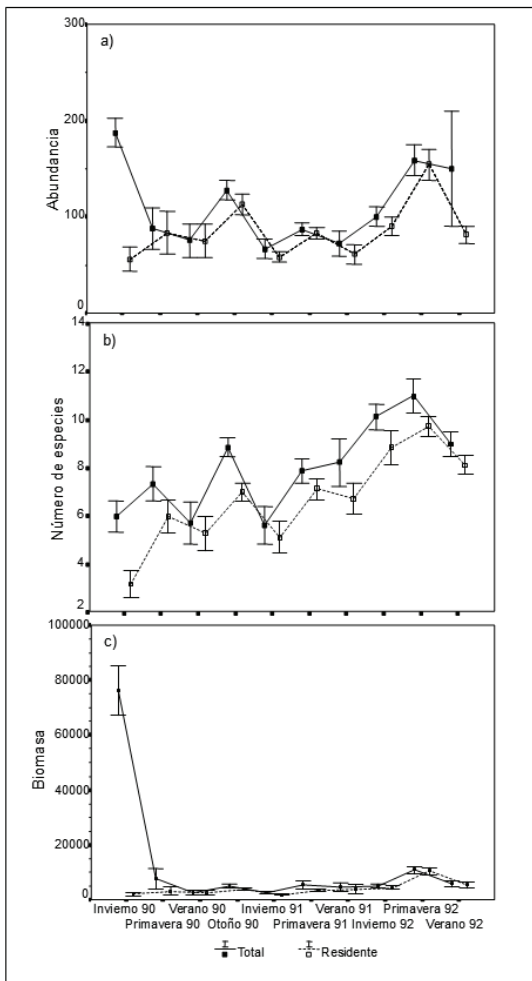 300
a)
200
Abundancia
100
0
14
b)
12
10
Número de especies
8
6
4
2
100000
c)
80000
60000
Biomasa
40000
20000
0
Invierno 90 Verano 90 Invierno 91 Verano 91 Primavera 92
Primavera 90 Otoño 90 Primavera 91 Invierno 92 Verano 92
Total Residente